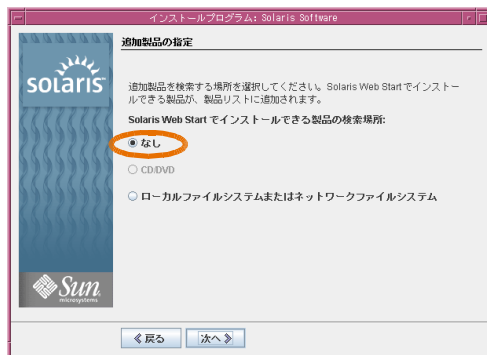 インストールプログラム: Solaris Software
追加製品の指定
solaris
追加製品を検索する場所を選択してください。Solaris Web Start でインストー
ルできる製品が、製品リストに追加されます。
Solaris Web Start でインストールできる製品の検索場所:
なし
CD/DVD
ローカルファイルシステムまたはネットワークファイルシステム
Sun
microsystems
戻る
次へ